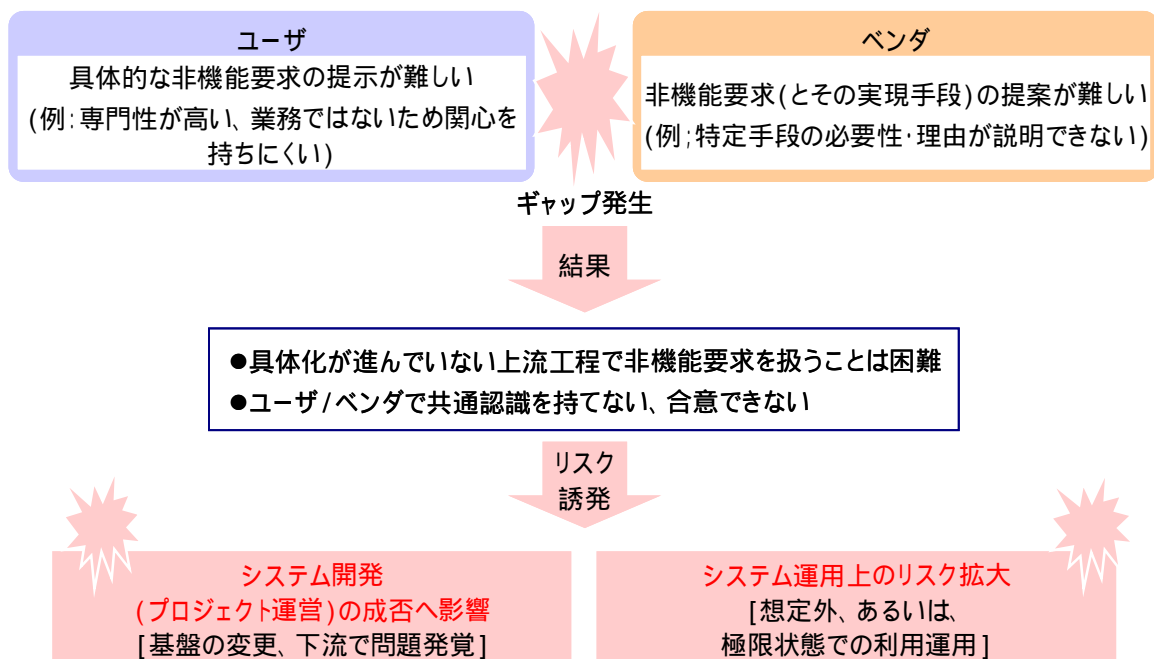 ユーザ
具体的な非機能要求の提示が難しい
(例:専門性が高い、業務ではないため関心を
持ちにくい)
ベンダ
非機能要求(とその実現手段)の提案が難しい
(例;特定手段の必要性・理由が説明できない)
ギャップ発生
結果
●具体化が進んでいない上流工程で非機能要求を扱うことは困難
●ユーザ/ベンダで共通認識を持てない、合意できない
リスク
誘発
システム開発
(プロジェクト運営)の成否へ影響
[基盤の変更、下流で問題発覚]
システム運用上のリスク拡大
[想定外、あるいは、
極限状態での利用運用]